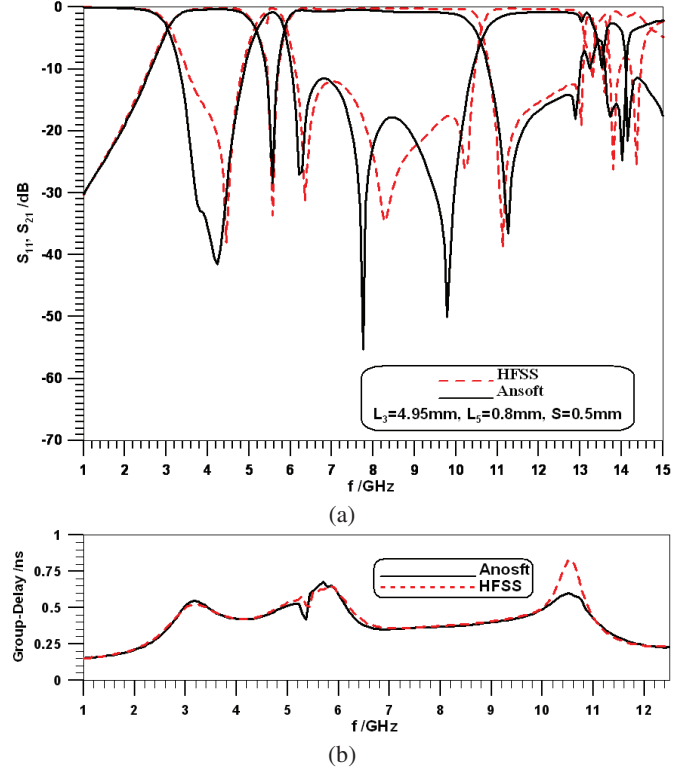 0
-10
-20
-30
-40
-50
-60
-70
S11, S21 /dB
HFSS
Ansoft
L3=4.95mm, L5=0.8mm, S=0.5mm
1 2 3 4 5 6 7 8 9 10 11 12 13 14 15
f /GHz
(a)
1
0.75
0.5
0.25
0
Group-Delay /ns
Anosft
HFSS
1 2 3 4 5 6 7 8 9 10 11 12
f /GHz
(b)